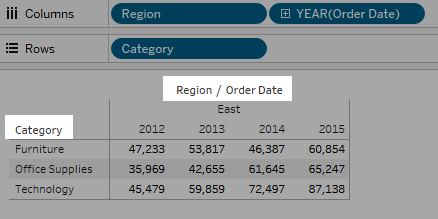 Columns Region YEAR(Order Date)
Rows Category
Region / Order Date
East
Category 2012 2013 2014 2015
Furniture 47,233 53,817 46,387 60,854
Office Supplies 35,969 42,655 61,645 65,247
Technology 45,479 59,859 72,497 87,138